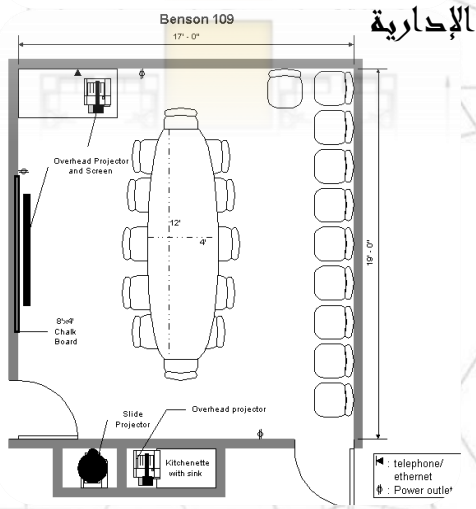 الإدارية
Benson 109
17' - 0"
Overhead Projector
and Screen
12'
4'
19' - 0"
8'x4'
Chalk
Board
Slide
Projector
Overhead projector
Kitchenette
with sink
: telephone/
ethernet
: Power outlet